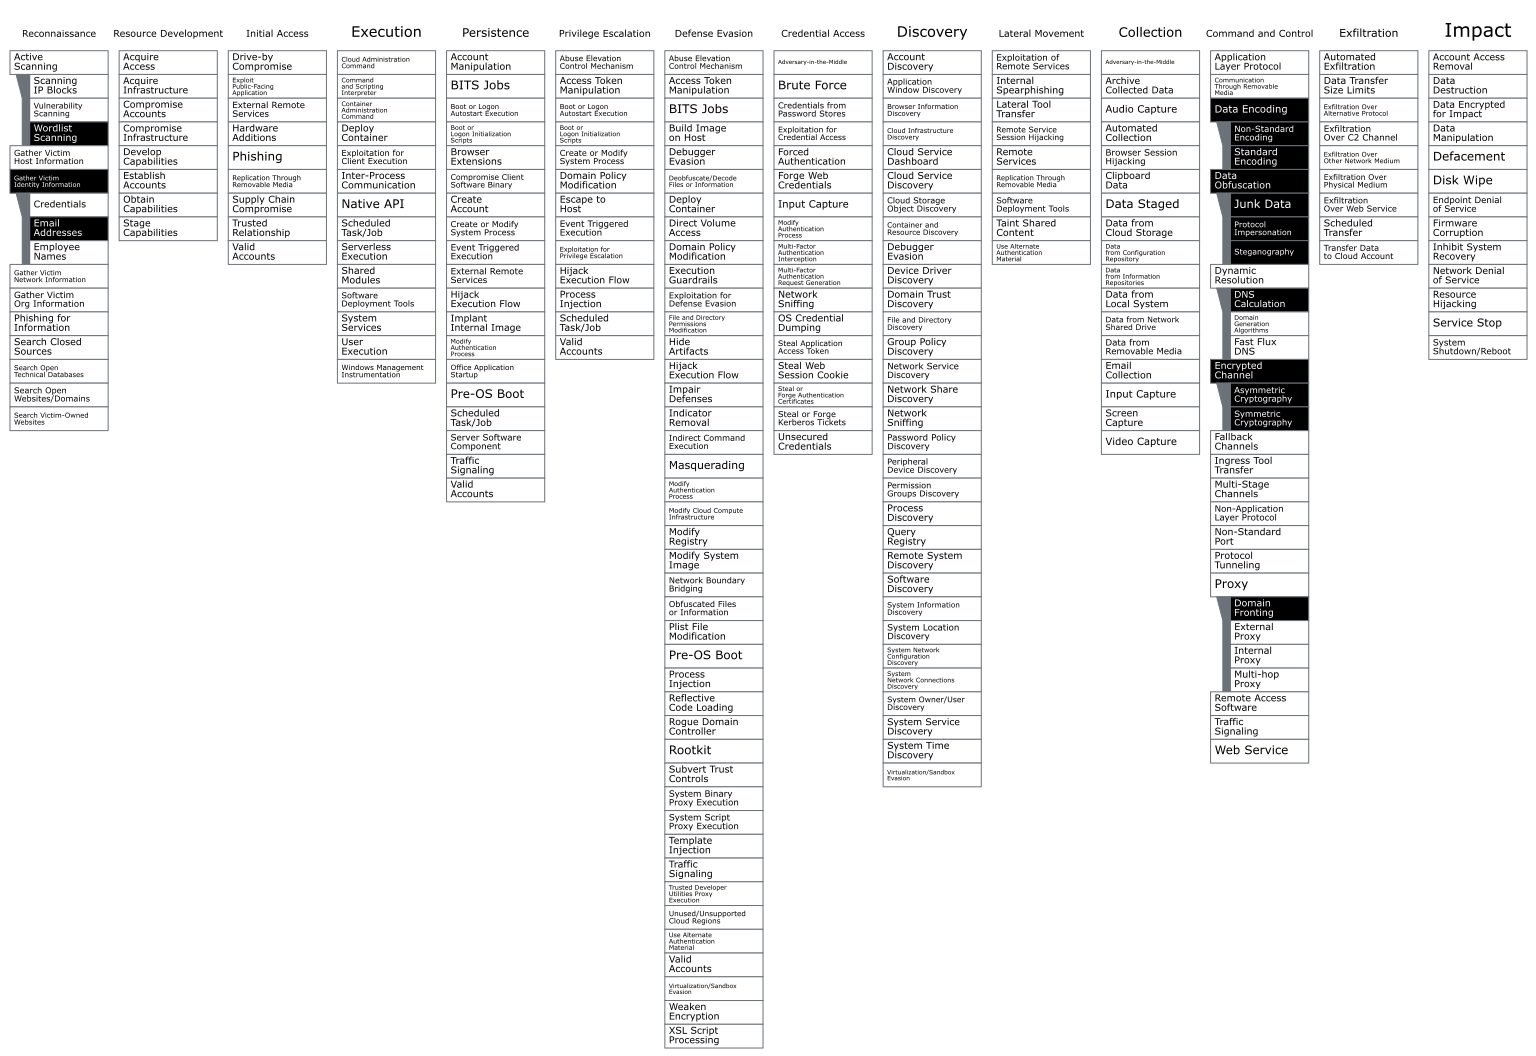 Reconnaissance
Active
Scanning
Scanning
IP Blocks
Vulnerability
Scanning
Wordlist
Scanning
Gather Victim
Host Information
Gather Victim
Identity Information
Credentials
Email
Addresses
Employee
Names
Gather Victim
Network Information
Gather Victim
Org Information
Phishing for
Information
Search Closed
Sources
Search Open
Technical Databases
Search Open
Websites/Domains
Search Victim-Owned
Websites
Resource Development
Acquire
Access
Acquire
Infrastructure
Compromise
Accounts
Compromise
Infrastructure
Develop
Capabilities
Establish
Accounts
Obtain
Capabilities
Stage
Capabilities
Initial Access
Drive-by
Compromise
Exploit
Public-Facing
Application
External Remote
Services
Hardware
Additions
Phishing
Replication Through
Removable Media
Supply Chain
Compromise
Trusted
Relationship
Valid
Accounts
Execution
Cloud Administration
Command
Command
and Scripting
Interpreter
Container
Administration
Command
Deploy
Container
Exploitation for
Client Execution
Inter-Process
Communication
Native API
Scheduled
Task/Job
Serverless
Execution
Shared
Modules
Software
Deployment Tools
System
Services
User
Execution
Windows Management
Instrumentation
Persistence
Account
Manipulation
BITS Jobs
Boot or Logon
Autostart Execution
Boot or
Logon Initialization
Scripts
Browser
Extensions
Compromise Client
Software Binary
Create
Account
Create or Modify
System Process
Event Triggered
Execution
External Remote
Services
Hijack
Execution Flow
Implant
Internal Image
Modify
Authentication
Process
Office Application
Startup
Pre-OS Boot
Scheduled
Task/Job
Server Software
Component
Traffic
Signaling
Valid
Accounts
Privilege Escalation
Abuse Elevation
Control Mechanism
Access Token
Manipulation
Boot or Logon
Autostart Execution
Boot or
Logon Initialization
Scripts
Create or Modify
System Process
Domain Policy
Modification
Escape to
Host
Event Triggered
Execution
Exploitation for
Privilege Escalation
Hijack
Execution Flow
Process
Injection
Scheduled
Task/Job
Valid
Accounts
Defense Evasion
Abuse Elevation
Control Mechanism
Access Token
Manipulation
BITS Jobs
Build Image
on Host
Debugger
Evasion
Deobfuscate/Decode
Files or Information
Deploy
Container
Direct Volume
Access
Domain Policy
Modification
Execution
Guardrails
Exploitation for
Defense Evasion
File and Directory
Permissions
Modification
Hide
Artifacts
Hijack
Execution Flow
Impair
Defenses
Indicator
Removal
Indirect Command
Execution
Masquerading
Modify
Authentication
Process
Modify Cloud Compute
Infrastructure
Modify
Registry
Modify System
Image
Network Boundary
Bridging
Obfuscated Files
or Information
Plist File
Modification
Pre-OS Boot
Process
Injection
Reflective
Code Loading
Rogue Domain
Controller
Rootkit
Subvert Trust
Controls
System Binary
Proxy Execution
System Script
Proxy Execution
Template
Injection
Traffic
Signaling
Trusted Developer
Utilities Proxy
Execution
Unused/Unsupported
Cloud Regions
Use Alternate
Authentication
Material
Valid
Accounts
Virtualization/Sandbox
Evasion
Weaken
Encryption
XSL Script
Processing
Credential Access
Adversary-in-the-Middle
Brute Force
Credentials from
Password Stores
Exploitation for
Credential Access
Forced
Authentication
Forge Web
Credentials
Input Capture
Modify
Authentication
Process
Multi-Factor
Authentication
Interception
Multi-Factor
Authentication
Request Generation
Network
Sniffing
OS Credential
Dumping
Steal Application
Access Token
Steal Web
Session Cookie
Steal or
Forge Authentication
Certificates
Steal or Forge
Kerberos Tickets
Unsecured
Credentials
Discovery
Account
Discovery
Application
Window Discovery
Browser Information
Discovery
Cloud Infrastructure
Discovery
Cloud Service
Dashboard
Cloud Service
Discovery
Cloud Storage
Object Discovery
Container and
Resource Discovery
Debugger
Evasion
Device Driver
Discovery
Domain Trust
Discovery
File and Directory
Discovery
Group Policy
Discovery
Network Service
Discovery
Network Share
Discovery
Network
Sniffing
Password Policy
Discovery
Peripheral
Device Discovery
Permission
Groups Discovery
Process
Discovery
Query
Registry
Remote System
Discovery
Software
Discovery
System Information
Discovery
System Location
Discovery
System Network
Configuration
Discovery
System
Network Connections
Discovery
System Owner/User
Discovery
System Service
Discovery
System Time
Discovery
Virtualization/Sandbox
Evasion
Lateral Movement
Exploitation of
Remote Services
Internal
Spearphishing
Lateral Tool
Transfer
Remote Service
Session Hijacking
Remote
Services
Replication Through
Removable Media
Software
Deployment Tools
Taint Shared
Content
Use Alternate
Authentication
Material
Collection
Adversary-in-the-Middle
Archive
Collected Data
Audio Capture
Automated
Collection
Browser Session
Hijacking
Clipboard
Data
Data Staged
Data from
Cloud Storage
Data
from Configuration
Repository
Data
from Information
Repositories
Data from
Local System
Data from Network
Shared Drive
Data from
Removable Media
Email
Collection
Input Capture
Screen
Capture
Video Capture
Command and Control
Application
Layer Protocol
Communication
Through Removable
Media
Data Encoding
Non-Standard
Encoding
Standard
Encoding
Data
Obfuscation
Junk Data
Protocol
Impersonation
Steganography
Dynamic
Resolution
DNS
Calculation
Domain
Generation
Algorithms
Fast Flux
DNS
Encrypted
Channel
Asymmetric
Cryptography
Symmetric
Cryptography
Fallback
Channels
Ingress Tool
Transfer
Multi-Stage
Channels
Non-Application
Layer Protocol
Non-Standard
Port
Protocol
Tunneling
Proxy
Domain
Fronting
External
Proxy
Internal
Proxy
Multi-hop
Proxy
Remote Access
Software
Traffic
Signaling
Web Service
Exfiltration
Automated
Exfiltration
Data Transfer
Size Limits
Exfiltration Over
Alternative Protocol
Exfiltration
Over C2 Channel
Exfiltration Over
Other Network Medium
Exfiltration Over
Physical Medium
Exfiltration
Over Web Service
Scheduled
Transfer
Transfer Data
to Cloud Account
Impact
Account Access
Removal
Data
Destruction
Data Encrypted
for Impact
Data
Manipulation
Defacement
Disk Wipe
Endpoint Denial
of Service
Firmware
Corruption
Inhibit System
Recovery
Network Denial
of Service
Resource
Hijacking
Service Stop
System
Shutdown/Reboot